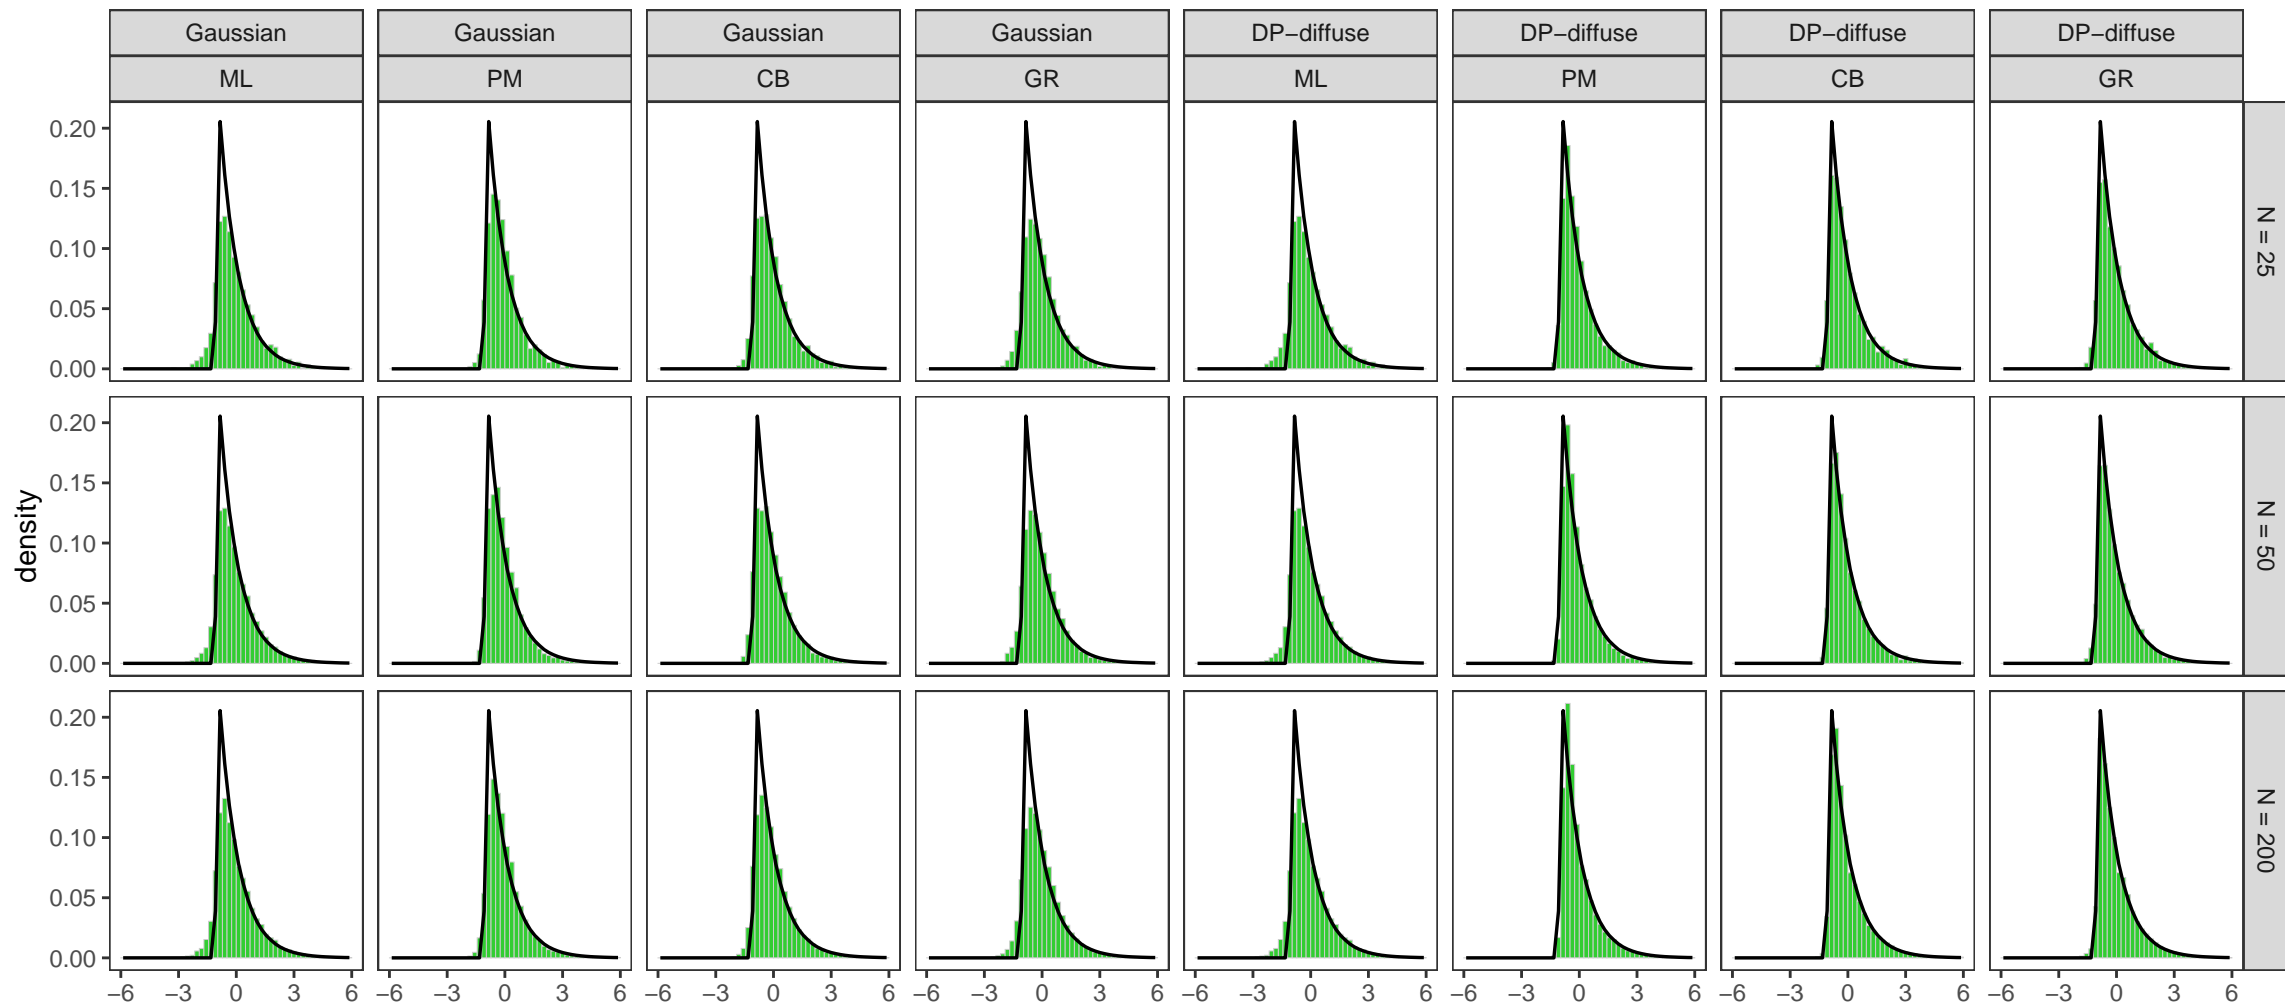 Gaussian Gaussian Gaussian Gaussian DP−diffuse DP−diffuse DP−diffuse DP−diffuse
ML PM CB GR ML PM CB GR
0.20
0.15
0.10
0.05
0.00
N = 25
0.20
0.15
0.10
0.05
0.00
N = 50
density
0.20
0.15
0.10
0.05
0.00
N = 200
−6 −3 0 3 6 −6 −3 0 3 6 −6 −3 0 3 6 −6 −3 0 3 6 −6 −3 0 3 6 −6 −3 0 3 6 −6 −3 0 3 6 −6 −3 0 3 6